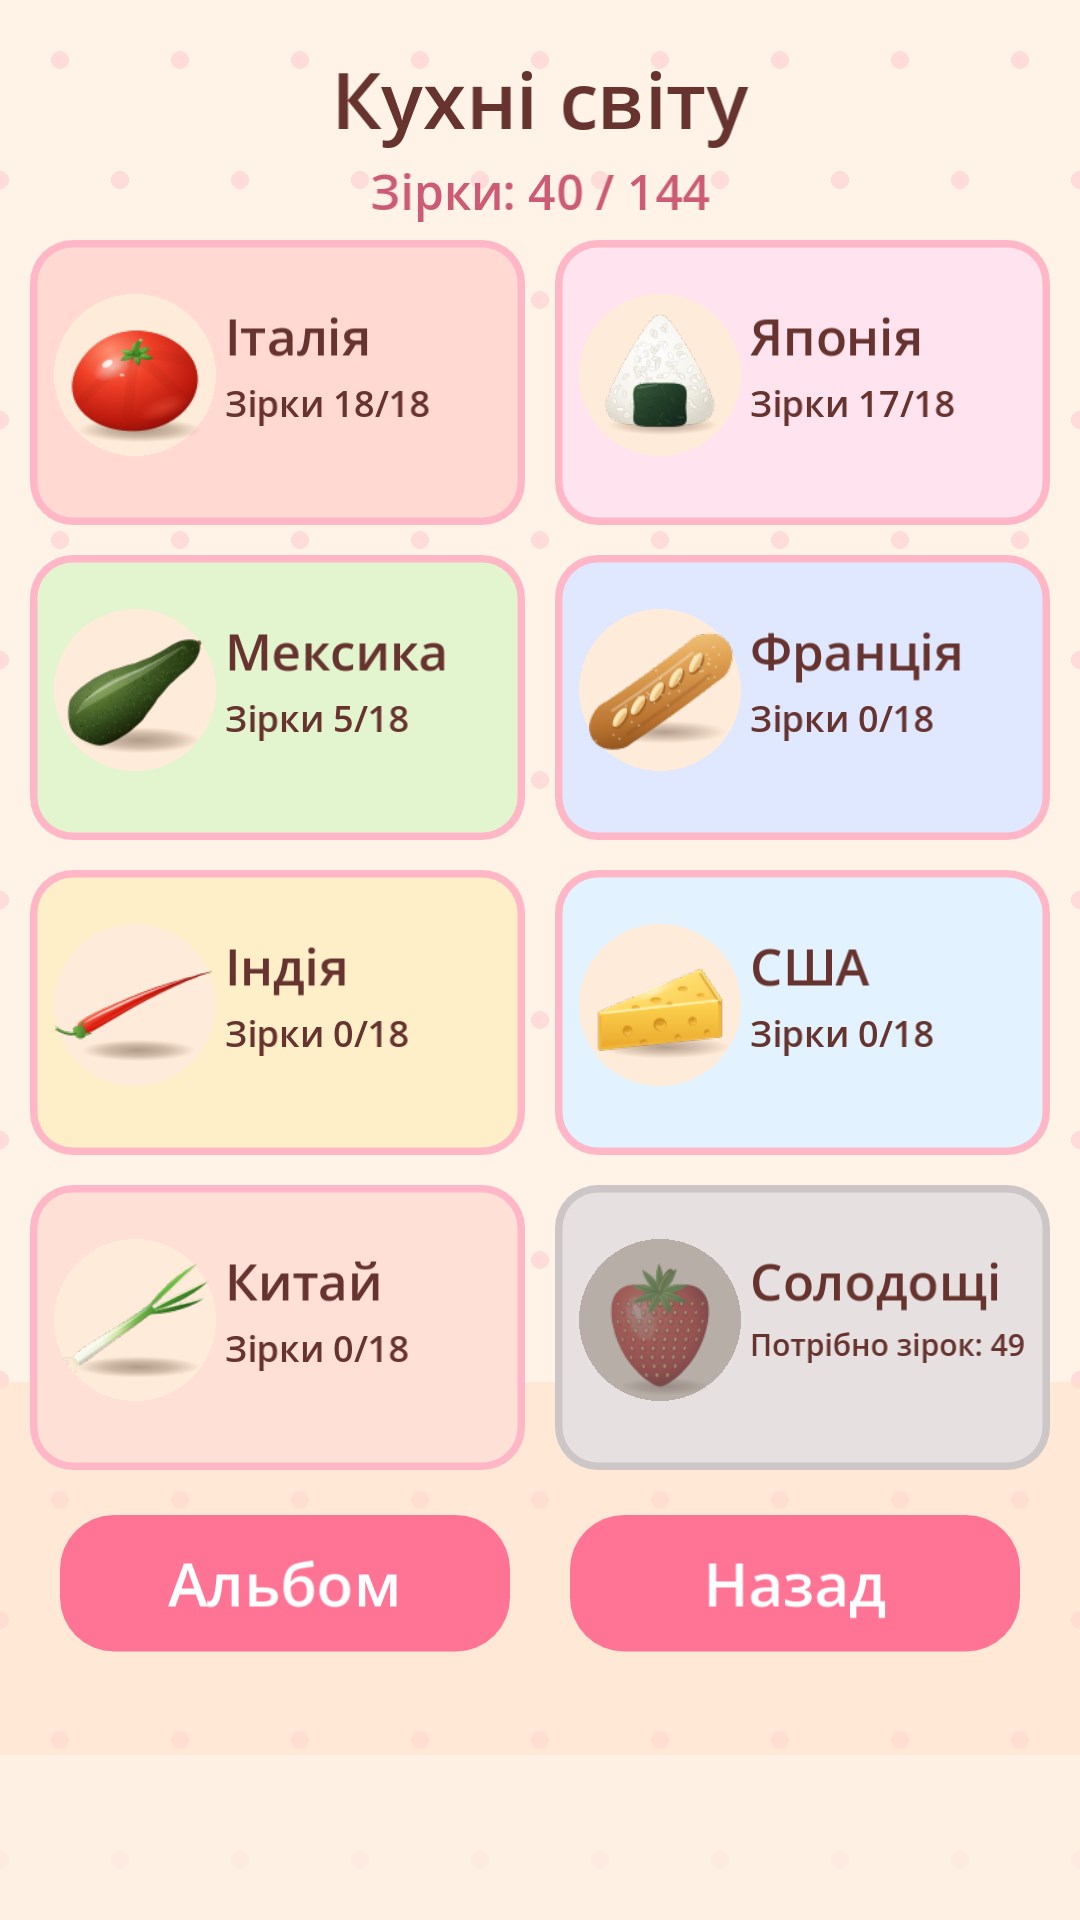 Кухні світу
Зірки: 40 / 144
Італія
Зірки 18/18
Японія
Зірки 17/18
Мексика
Зірки 5/18
Франція
Зірки 0/18
Індія
Зірки 0/18
США
Зірки 0/18
Китай
Зірки 0/18
Солодощі
Потрібно зірок: 49
Альбом
Назад